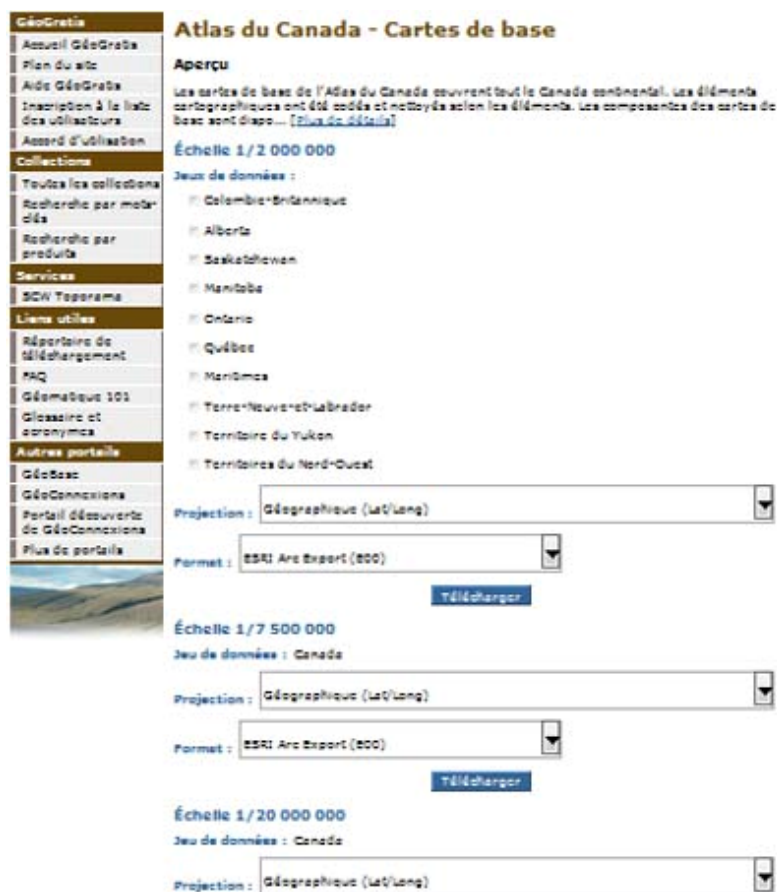 GéoGratis
Accueil GéoGratis
Plan du site
Aide GéoGratis
Inscription à la liste
des utilisateurs
Accord d'utilisation
Collections
Toutes les collections
Recherche par mots-
clés
Recherche par
produits
Services
SCW Toporama
Liens utiles
Répertoire de
téléchargement
FAQ
Géomatique 101
Glossaire et
acronymes
Autres portails
GéoBase
GéoConnexions
Portail découverte
de GéoConnexions
Plus de portails
Atlas du Canada - Cartes de base
Aperçu
Les cartes de base de l'Atlas du Canada couvrent tout le Canada continental. Les éléments
cartographiques ont été codés et nettoyés selon les éléments. Les composantes des cartes de
base sont dispo... [Plus de détails]
Échelle 1/2 000 000
Jeux de données :
Colombie-Britannique
Alberta
Saskatchewan
Manitoba
Ontario
Québec
Maritimes
Terre-Neuve-et-Labrador
Territoire du Yukon
Territoires du Nord-Ouest
Projection : Géographique (Lat/Long)
Format : ESRI Arc Export (E00)
Télécharger
Échelle 1/7 500 000
Jeu de données : Canada
Projection : Géographique (Lat/Long)
Format : ESRI Arc Export (E00)
Télécharger
Échelle 1/20 000 000
Jeu de données : Canada
Projection : Géographique (Lat/Long)